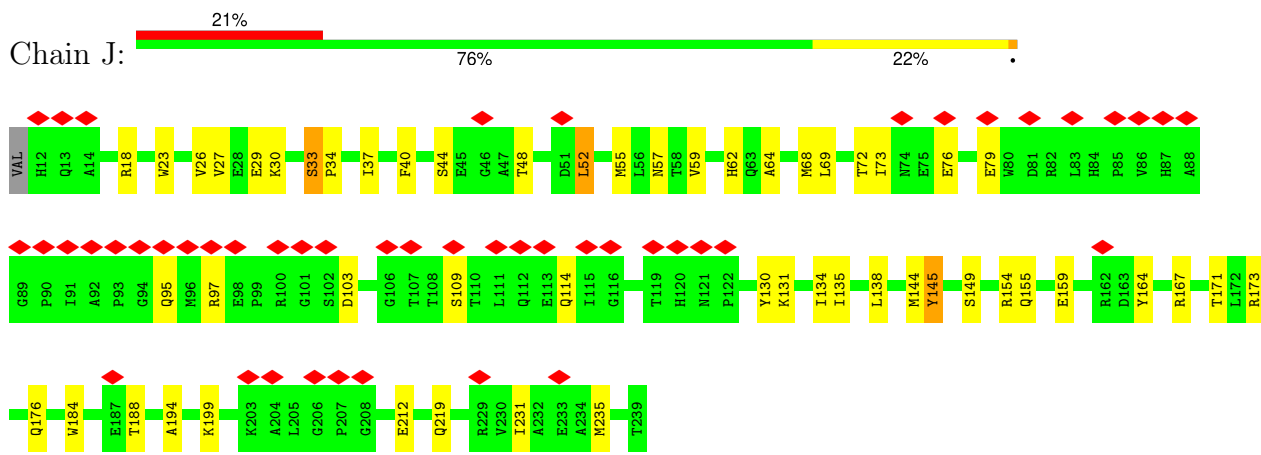 21%
Chain J:
76% 22% •
VAL H12 Q13 A14 R18 W23 V26 V27 E28 E29 K30 S33 P34 I37 F40 S44 E45 G46 A47 T48 D51 L52 M55 L56 N57 T58 V59 H62 Q63 A64 M68 L69 T72 I73 N74 E75 E76 E79 W80 D81 R82 L83 H84 P85 V86 H87 A88
G89 P90 I91 A92 P93 G94 Q95 M96 R97 E98 P99 R100 G101 S102 D103 G106 T107 T108 S109 T110 L111 Q112 E113 Q114 I115 G116 T119 H120 N121 P122 Y130 K131 I134 I135 L138 M144 Y145 S149 R154 Q155 E159 R162 D163 Y164 R167 T171 L172 R173
Q176 W184 E187 T188 A194 K199 K203 A204 L205 G206 P207 G208 E212 Q219 R229 V230 I231 A232 E233 A234 M235 T239